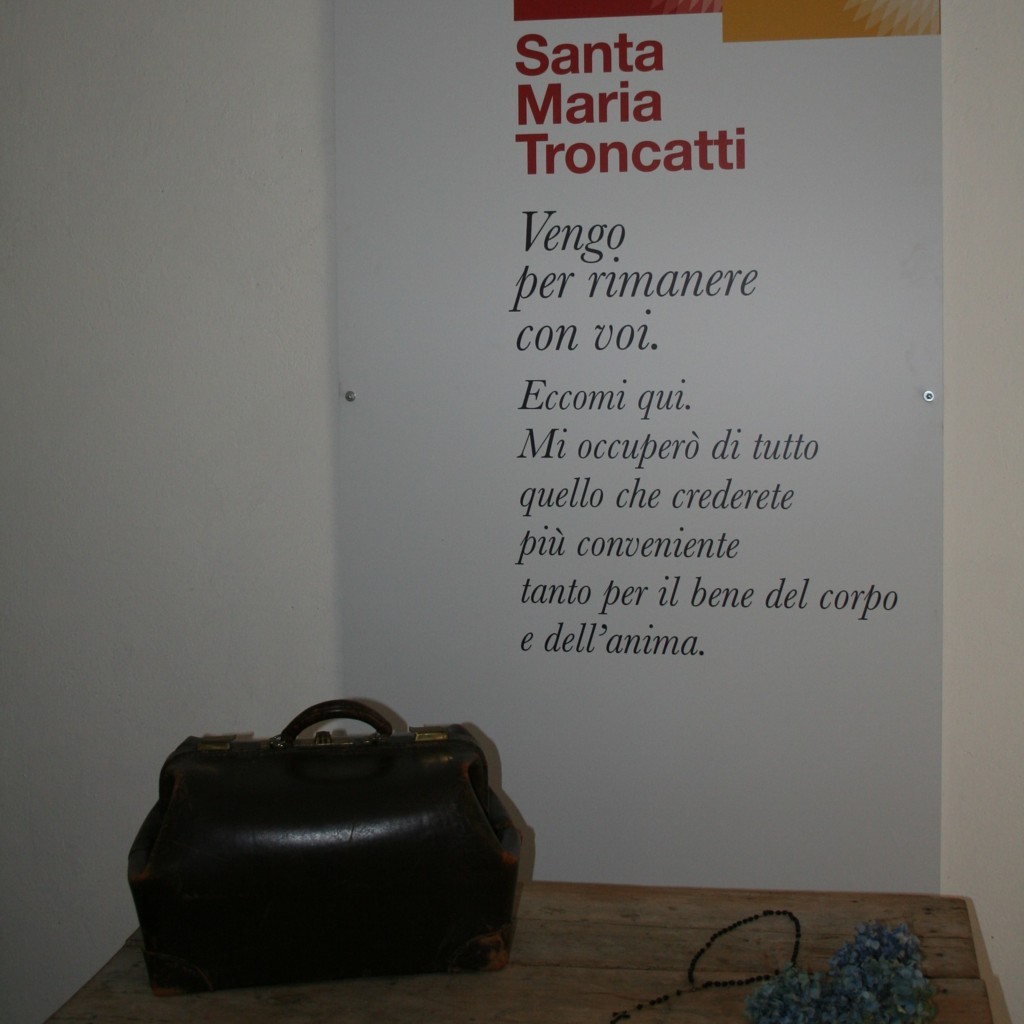 Santa
Maria
Troncatti
Vengo
per rimanere
con voi.
Eccomi qui.
Mi occuperò di tutto
quello che crederete
più conveniente
tanto per il bene del corpo
e dell’anima.